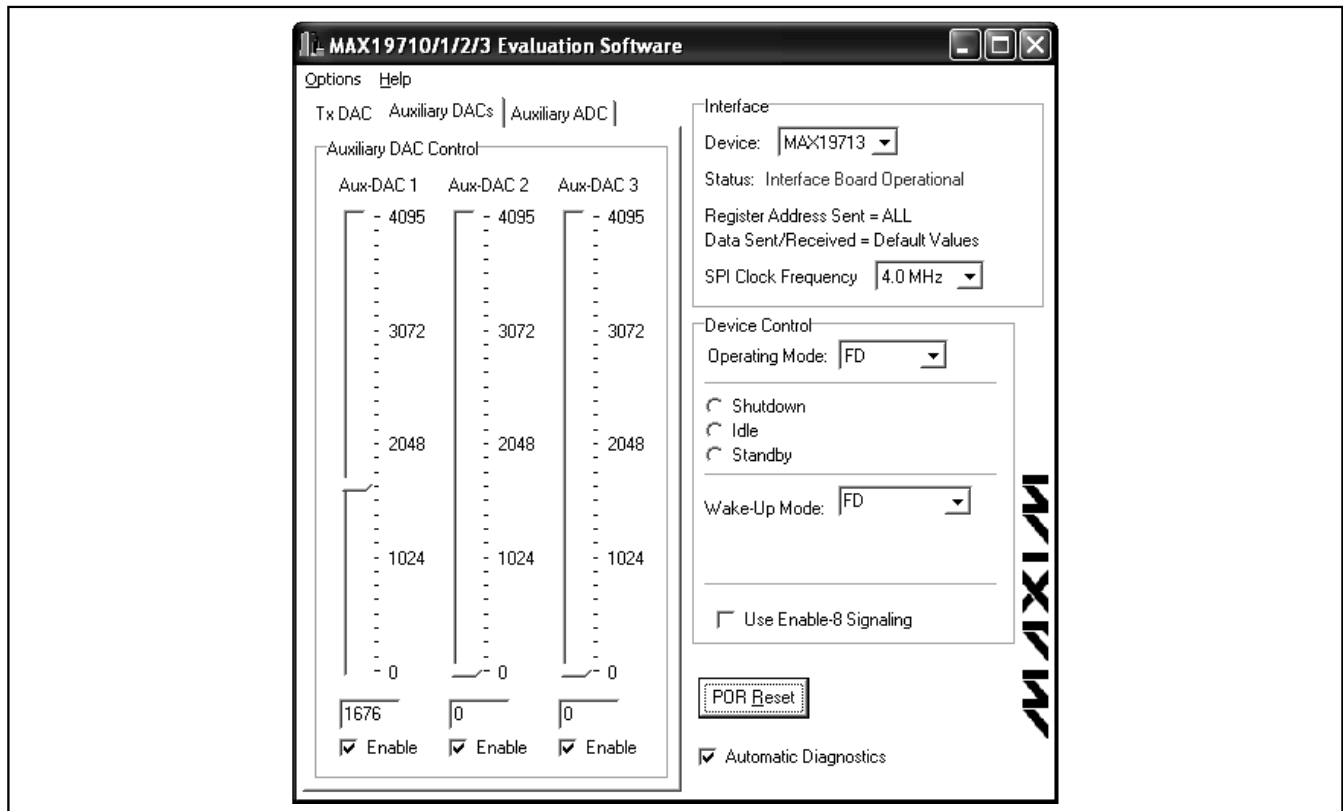 MAX19710/1/2/3 Evaluation Software
Options Help
Tx DAC Auxiliary DACs Auxiliary ADC
Auxiliary DAC Control
Aux-DAC 1 Aux-DAC 2 Aux-DAC 3
4095 4095 4095
3072 3072 3072
2048 2048 2048
1024 1024 1024
0 0 0
1676 0 0
Enable Enable Enable
Interface
Device: MAX19713
Status: Interface Board Operational
Register Address Sent = ALL
Data Sent/Received = Default Values
SPI Clock Frequency 4.0 MHz
Device Control
Operating Mode: FD
Shutdown
Idle
Standby
Wake-Up Mode: FD
Use Enable-8 Signaling
POR Reset
Automatic Diagnostics
MAXIM